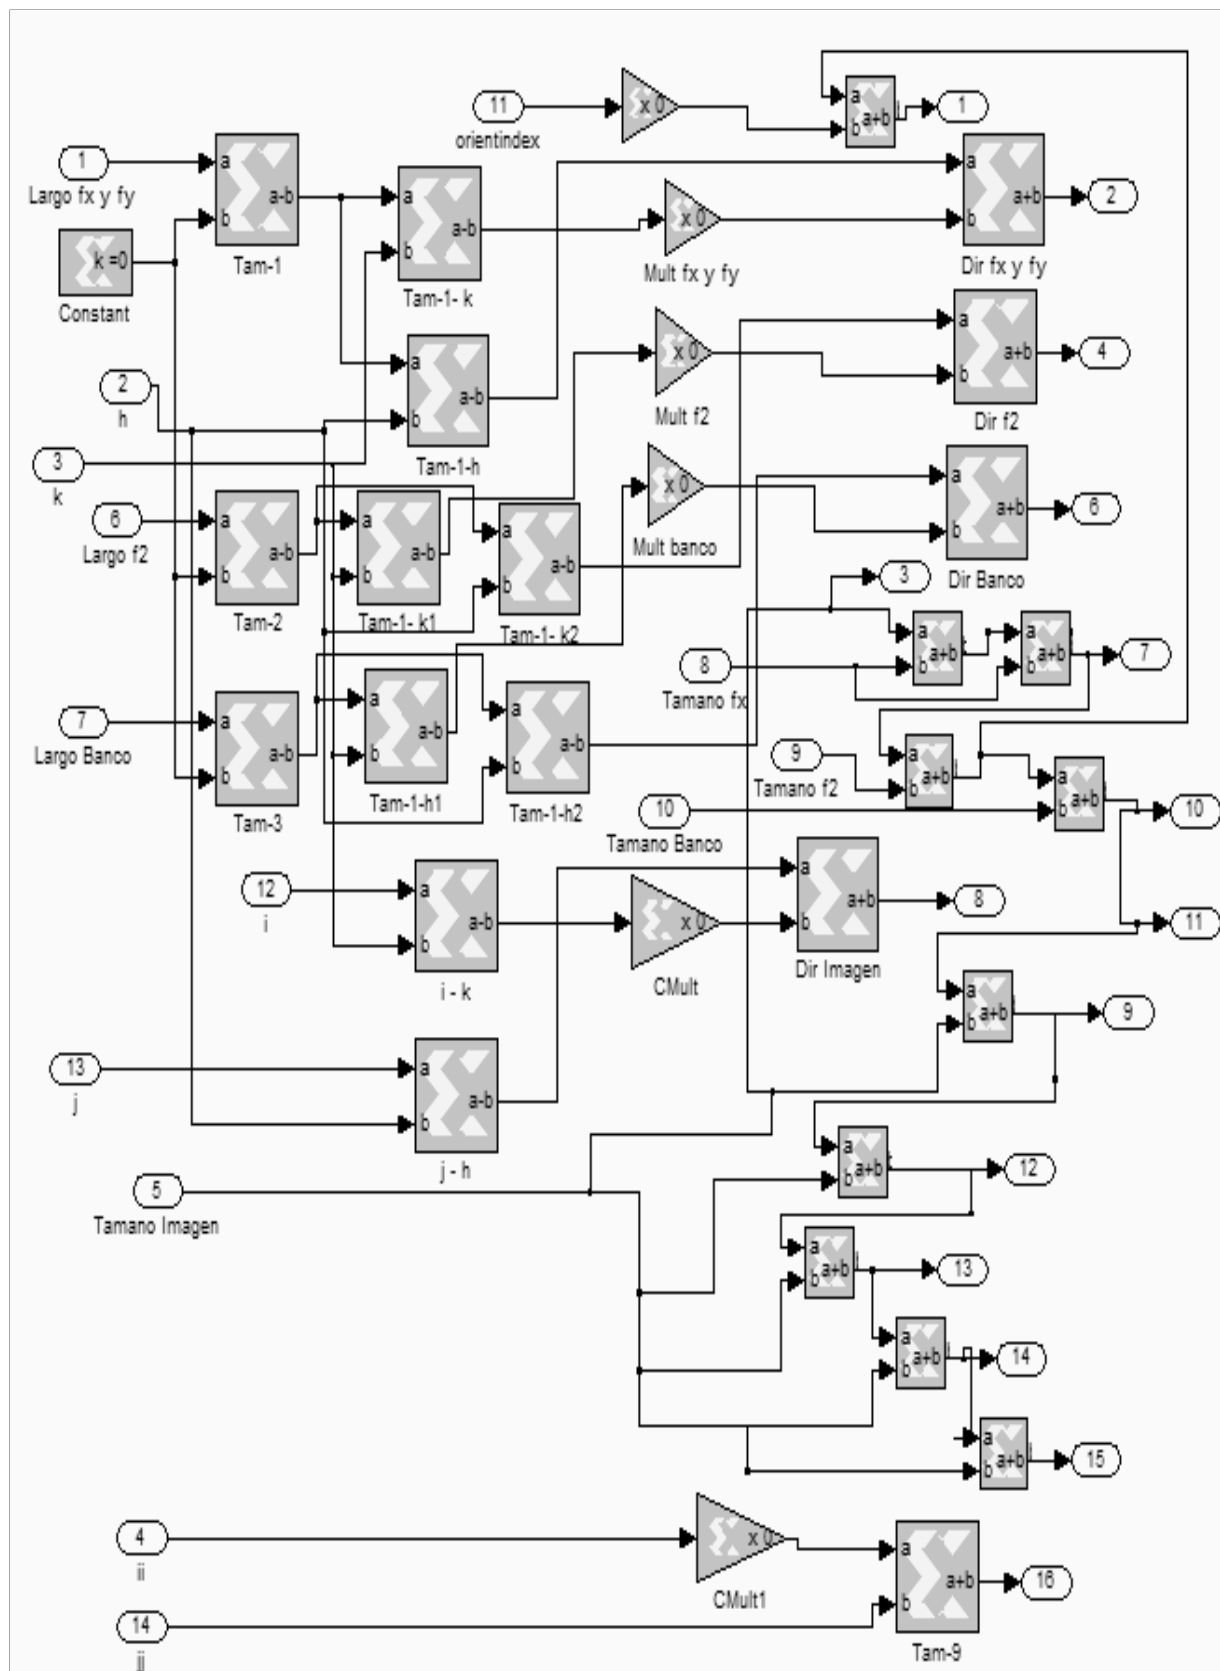 11
orientindex
x 0
a
b
a+b
1
1
Largo fx y fy
a
b
a-b
Tam-1
k =0
Constant
a
b
a-b
Tam-1- k
x 0
Mult fx y fy
a
b
a+b
Dir fx y fy
2
2
h
a
b
a-b
Tam-1-h
x 0
Mult f2
a
b
a+b
Dir f2
4
3
k
6
Largo f2
a
b
a-b
Tam-2
a
b
a-b
Tam-1- k1
a
b
a-b
Tam-1- k2
x 0
Mult banco
a
b
a+b
Dir Banco
6
3
8
Tamano fx
a
b
a+b
a
b
a+b
7
7
Largo Banco
a
b
a-b
Tam-3
a
b
a-b
Tam-1-h1
a
b
a-b
Tam-1-h2
9
Tamano f2
a
b
a+b
10
Tamano Banco
a
b
a+b
10
11
12
i
a
b
a-b
i - k
x 0
CMult
a
b
a+b
Dir Imagen
8
a
b
a+b
9
13
j
a
b
a-b
j - h
5
Tamano Imagen
a
b
a+b
12
a
b
a+b
13
a
b
a+b
14
a
b
a+b
15
4
ii
x 0
CMult1
14
jj
a
b
a+b
Tam-9
16